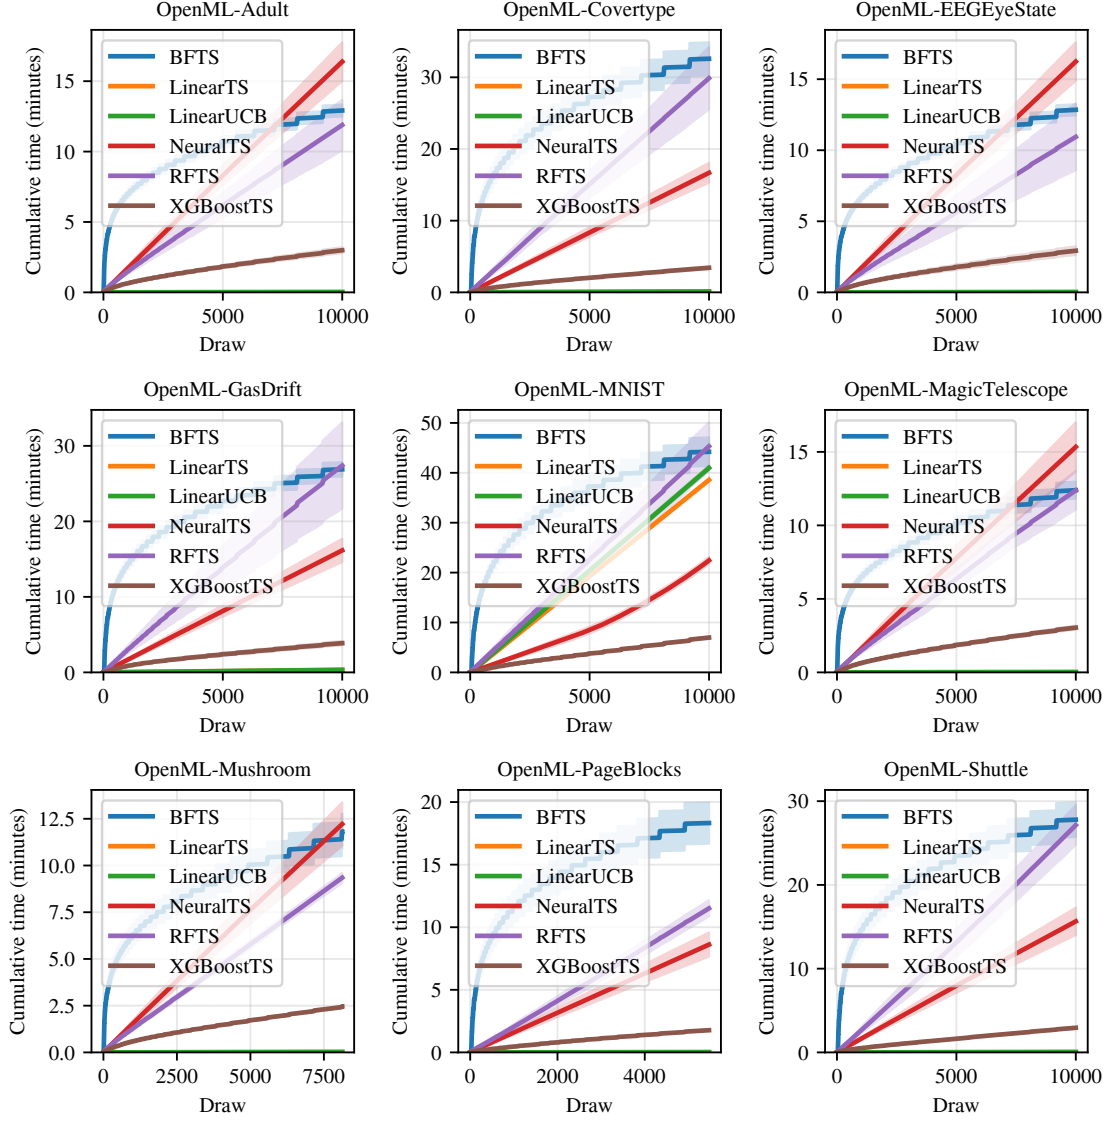 OpenML-Adult
Cumulative time (minutes)
15
10
5
0
BFTS
LinearTS
LinearUCB
NeuralTS
RFTS
XGBoostTS
0 5000 10000
Draw
OpenML-Covertype
Cumulative time (minutes)
30
20
10
0
BFTS
LinearTS
LinearUCB
NeuralTS
RFTS
XGBoostTS
0 5000 10000
Draw
OpenML-EEGEyeState
Cumulative time (minutes)
15
10
5
0
BFTS
LinearTS
LinearUCB
NeuralTS
RFTS
XGBoostTS
0 5000 10000
Draw
OpenML-GasDrift
Cumulative time (minutes)
30
20
10
0
BFTS
LinearTS
LinearUCB
NeuralTS
RFTS
XGBoostTS
0 5000 10000
Draw
OpenML-MNIST
Cumulative time (minutes)
50
40
30
20
10
0
BFTS
LinearTS
LinearUCB
NeuralTS
RFTS
XGBoostTS
0 5000 10000
Draw
OpenML-MagicTelescope
Cumulative time (minutes)
15
10
5
0
BFTS
LinearTS
LinearUCB
NeuralTS
RFTS
XGBoostTS
0 5000 10000
Draw
OpenML-Mushroom
Cumulative time (minutes)
12.5
10.0
7.5
5.0
2.5
0.0
BFTS
LinearTS
LinearUCB
NeuralTS
RFTS
XGBoostTS
0 2500 5000 7500
Draw
OpenML-PageBlocks
Cumulative time (minutes)
20
15
10
5
0
BFTS
LinearTS
LinearUCB
NeuralTS
RFTS
XGBoostTS
0 2000 4000
Draw
OpenML-Shuttle
Cumulative time (minutes)
30
20
10
0
BFTS
LinearTS
LinearUCB
NeuralTS
RFTS
XGBoostTS
0 5000 10000
Draw